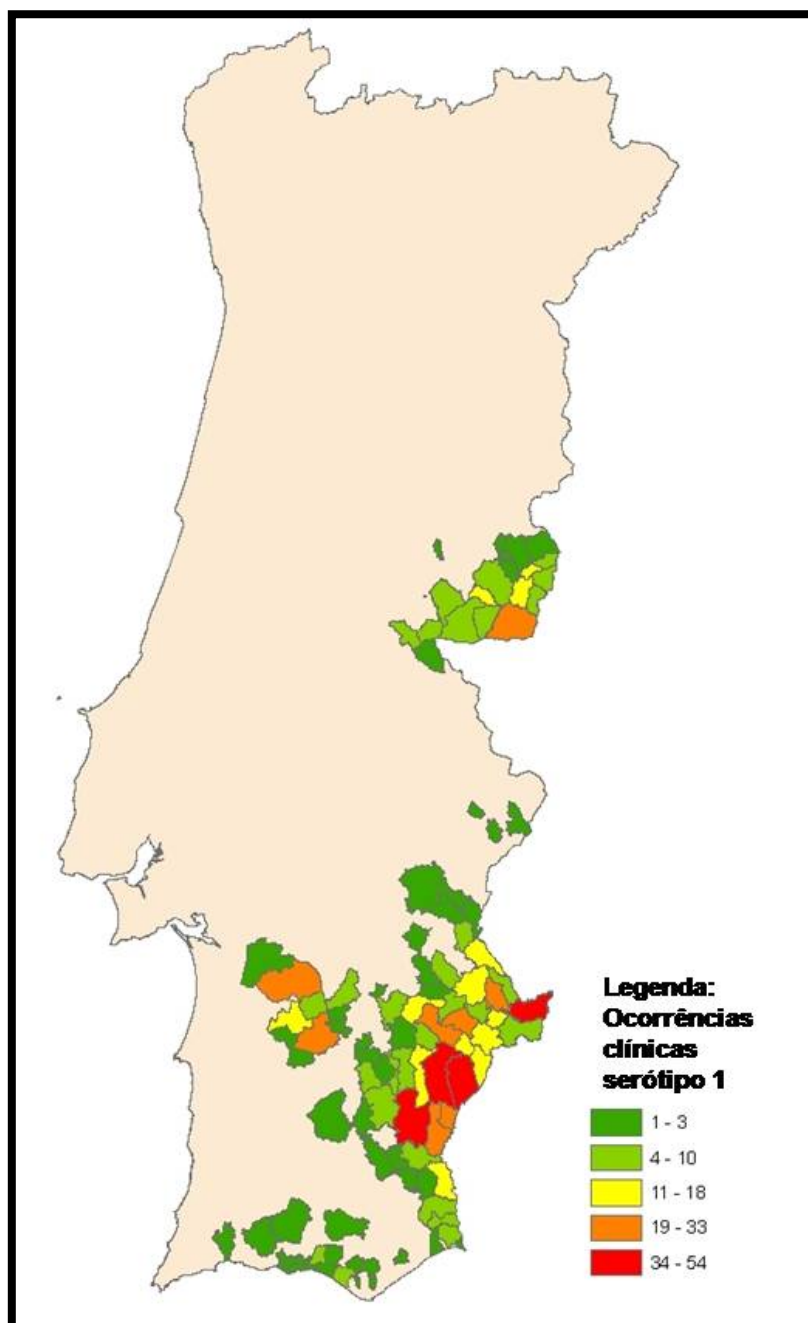 Legenda:
Ocorrências
clínicas
serótipo 1
1 - 3
4 - 10
11 - 18
19 - 33
34 - 54